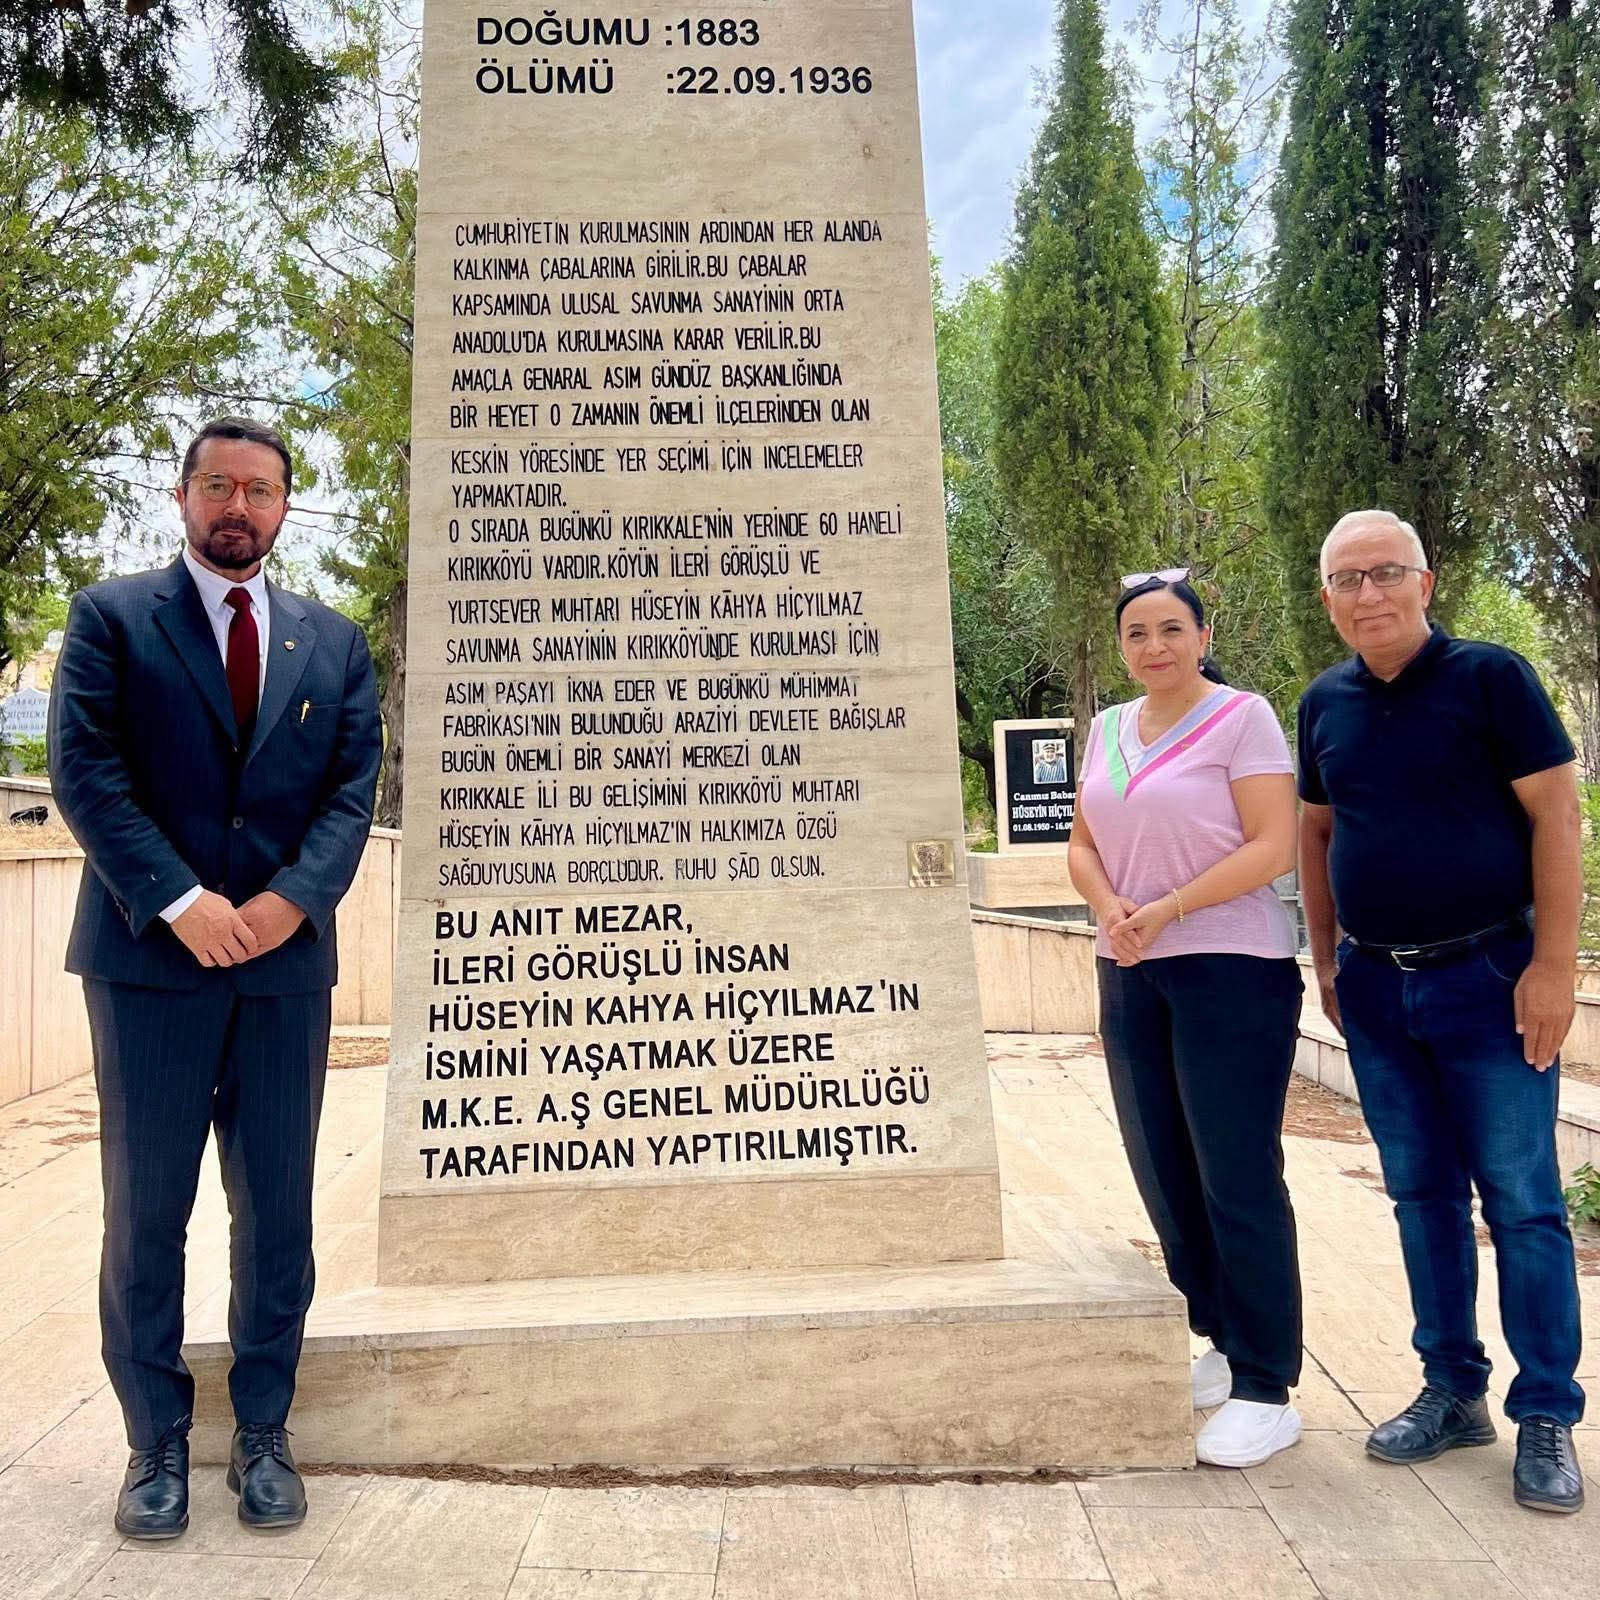 DOĞUMU :1883
ÖLÜMÜ :22.09.1936
CUMHURİYETİN KURULMASININ ARDINDAN HER ALANDA
KALKINMA ÇABALARINA GİRİLİR.BU ÇABALAR
KAPSAMINDA ULUSAL SAVUNMA SANAYİNİN ORTA
ANADOLU'DA KURULMASINA KARAR VERİLİR.BU
AMAÇLA GENARAL ASIM GÜNDÜZ BAŞKANLIĞINDA
BİR HEYET O ZAMANIN ÖNEMLİ İLÇELERİNDEN OLAN
KESKİN YÖRESİNDE YER SEÇİMİ İÇİN INCELEMELER
YAPMAKTADIR.
O SIRADA BUGÜNKÜ KIRIKKALE'NİN YERİNDE 60 HANELİ
KIRIKKÖYÜ VARDIR.KÖYÜN İLERİ GÖRÜŞLÜ VE
YURTSEVER MUHTARI HÜSEYİN KÂHYA HİÇYILMAZ
SAVUNMA SANAYİNİN KIRIKKÖYÜNDE KURULMASI İÇİN
ASIM PAŞAYI İKNA EDER VE BUGÜNKÜ MÜHİMMAT
FABRİKASI'NIN BULUNDUĞU ARAZİYİ DEVLETE BAĞIŞLAR
BUGÜN ÖNEMLİ BİR SANAYİ MERKEZİ OLAN
KIRIKKALE İLİ BU GELİŞİMİNİ KIRIKKÖYÜ MUHTARI
HÜSEYİN KÂHYA HİÇYILMAZ'IN HALKIMIZA ÖZGÜ
SAĞDUYUSUNA BORÇLUDUR. RUHU ŞÂD OLSUN.
BU ANIT MEZAR,
İLERİ GÖRÜŞLÜ İNSAN
HÜSEYİN KAHYA HİÇYILMAZ'IN
İSMİNİ YAŞATMAK ÜZERE
M.K.E. A.Ş GENEL MÜDÜRLÜĞÜ
TARAFINDAN YAPTIRILMIŞTIR.
Canımız Babam
HÜSEYİN
01.08.1950 -
HİÇYILMAZ